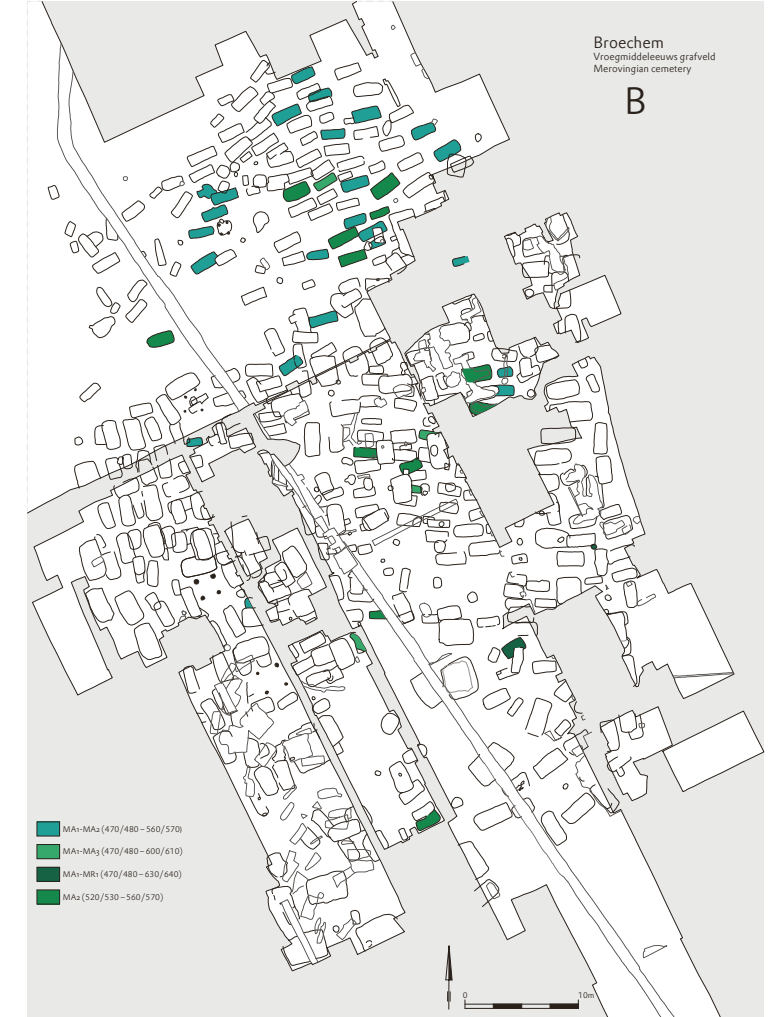 Broechem
Vroegmiddeleeuws grafveld
Merovingian cemetery
B
MA1-MA2 (470/480 – 560/570)
MA1-MA3 (470/480 – 600/610)
MA1-MR1 (470/480 – 630/640)
MA2 (520/530 – 560/570)
0 10m